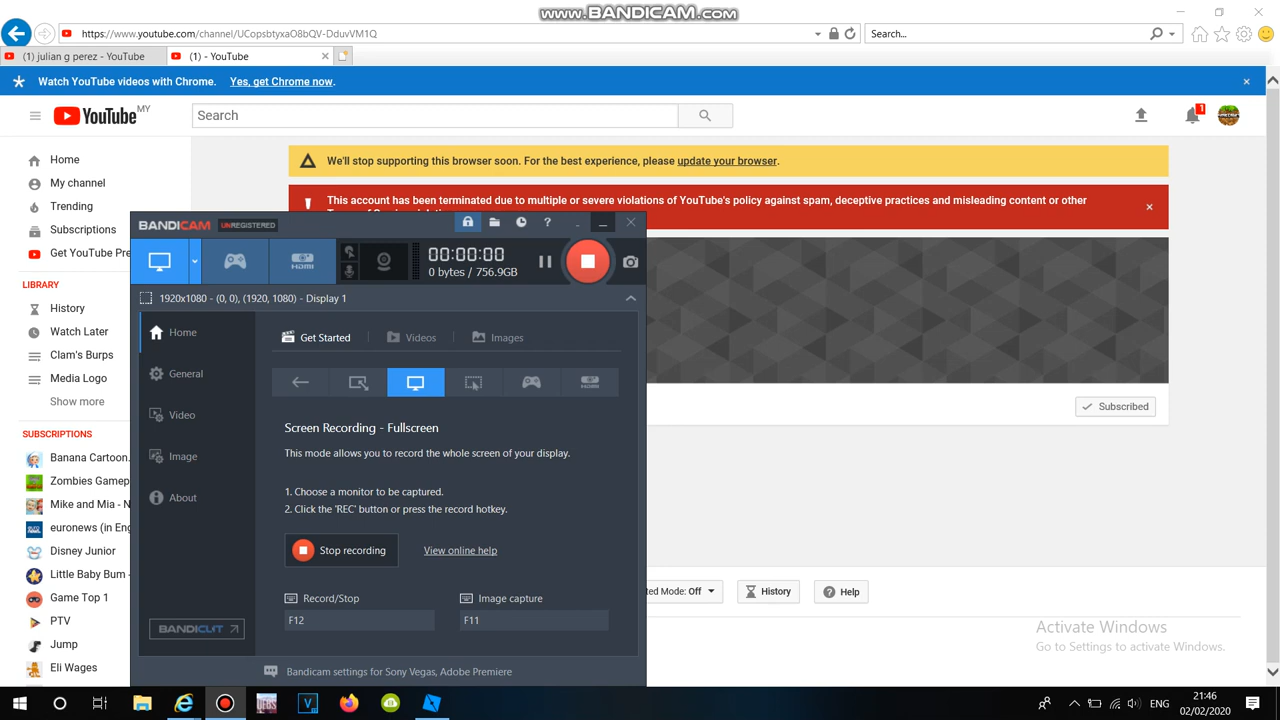 www.BANDICAM.com
https://www.youtube.com/channel/UCopsbtyxaO8bQV-DduvVM1Q
Search...
(1) julian g perez - YouTube
(1) - YouTube
Watch YouTube videos with Chrome. Yes, get Chrome now.
YouTube MY
Search
1
We'll stop supporting this browser soon. For the best experience, please update your browser.
This account has been terminated due to multiple or severe violations of YouTube's policy against spam, deceptive practices and misleading content or other
Home
My channel
Trending
Subscriptions
Get YouTube Pre
LIBRARY
History
Watch Later
Clam's Burps
Media Logo
Show more
SUBSCRIPTIONS
Banana Cartoon.
Zombies Gamep
Mike and Mia - N
euronews (in Eng
Disney Junior
Little Baby Bum -
Game Top 1
PTV
Jump
Eli Wages
BANDICAM UNREGISTERED
HDMI
00:00:00
0 bytes / 756.9GB
1920x1080 - (0, 0), (1920, 1080) - Display 1
Home
General
Video
Image
About
BANDICUT
Get Started
Videos
Images
HDMI
Screen Recording - Fullscreen
This mode allows you to record the whole screen of your display.
1. Choose a monitor to be captured.
2. Click the 'REC' button or press the record hotkey.
Stop recording
View online help
Record/Stop
Image capture
F12
F11
Bandicam settings for Sony Vegas, Adobe Premiere
Subscribed
ted Mode: Off
History
Help
Activate Windows
Go to Settings to activate Windows.
ENG
21:46
02/02/2020